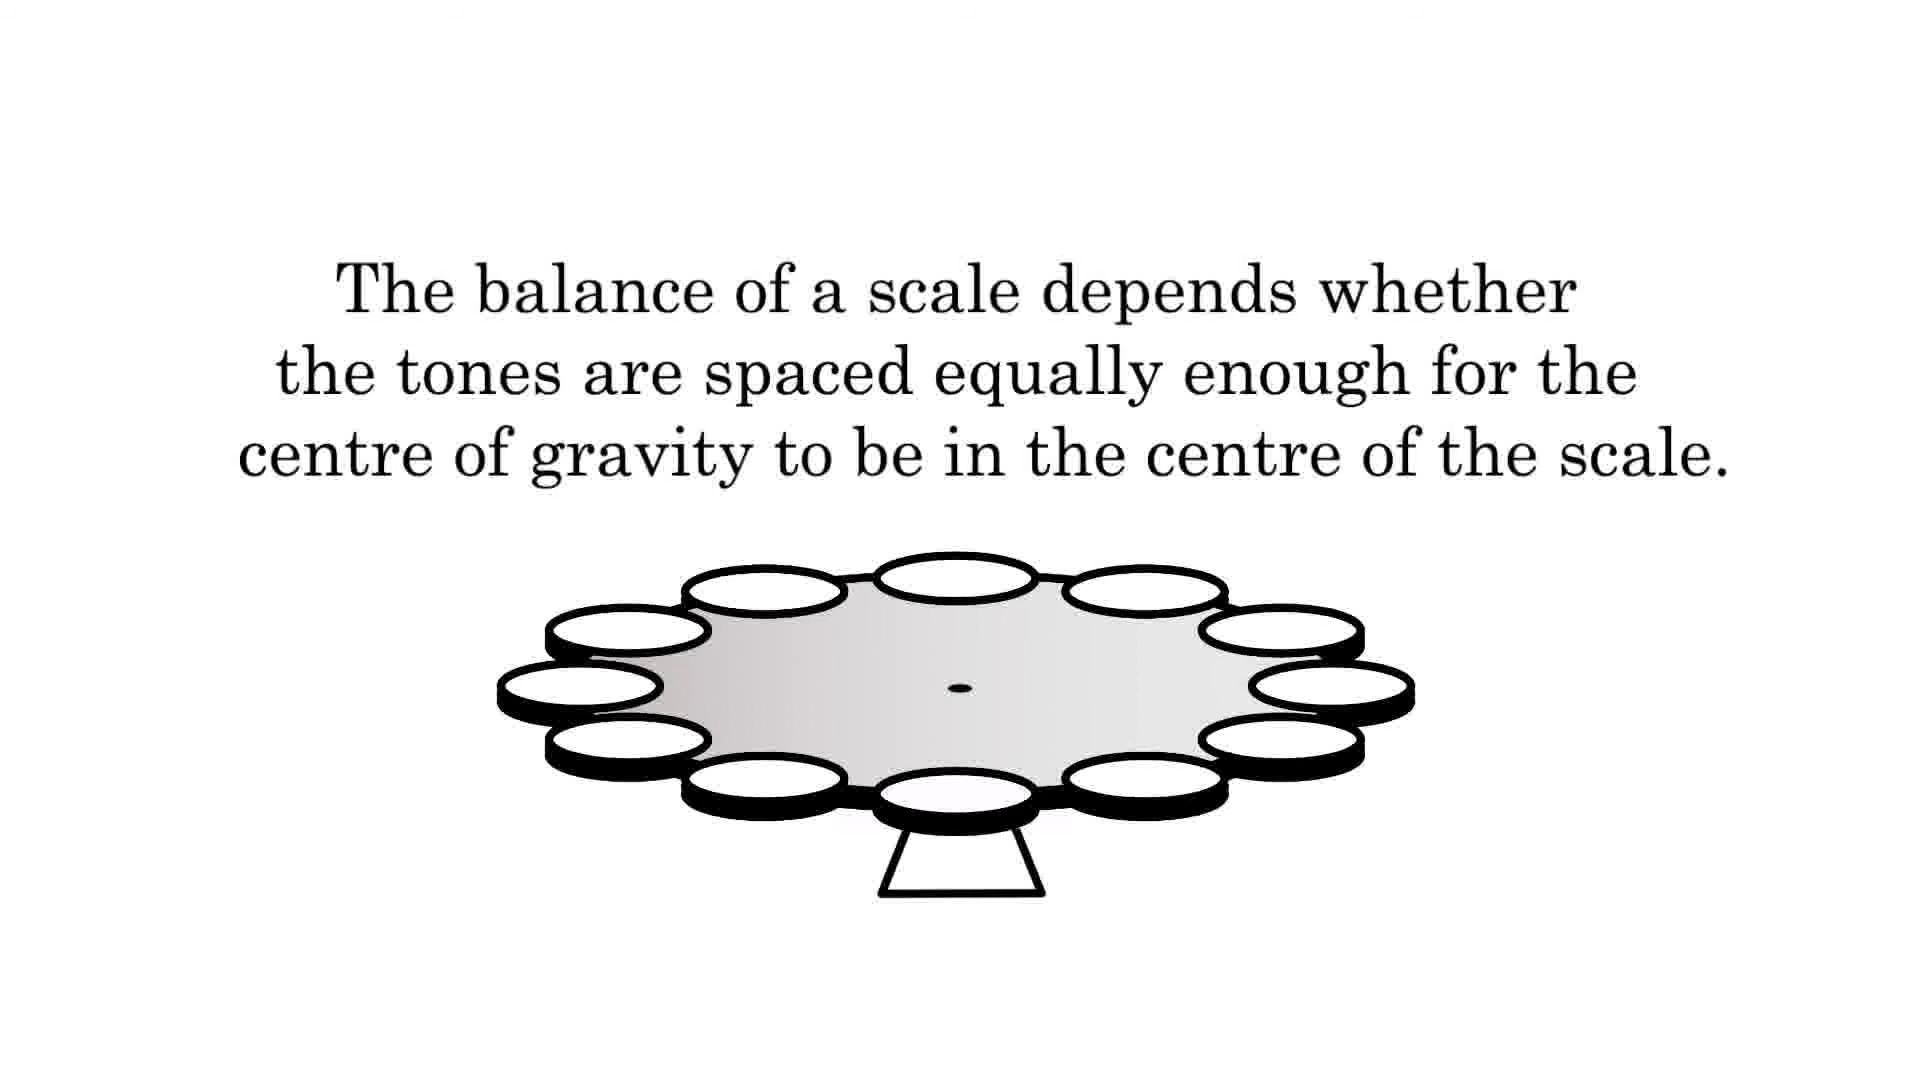 The balance of a scale depends whether
the tones are spaced equally enough for the
centre of gravity to be in the centre of the scale.